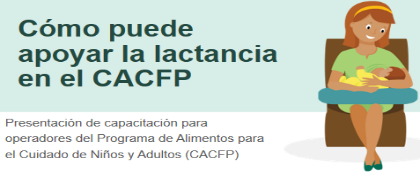 Cómo puede
apoyar la lactancia
en el CACFP
Presentación de capacitación para
operadores del Programa de Alimentos para
el Cuidado de Niños y Adultos (CACFP)